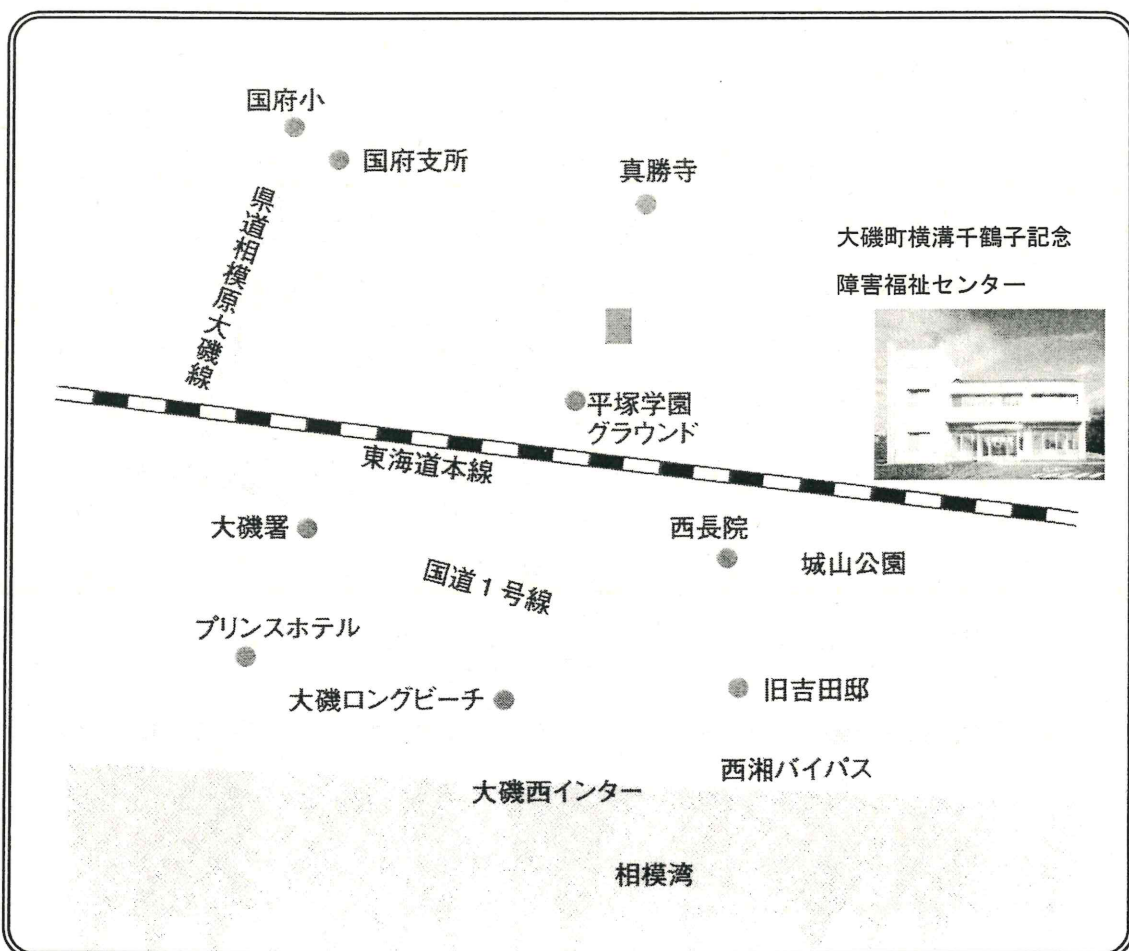 国府小
国府支所
真勝寺
県道相模原大磯線
大磯町横溝千鶴子記念
障害福祉センター
平塚学園
グラウンド
東海道本線
大磯署
西長院
城山公園
国道1号線
プリンスホテル
大磯ロングビーチ
旧吉田邸
西湘バイパス
大磯西インター
相模湾